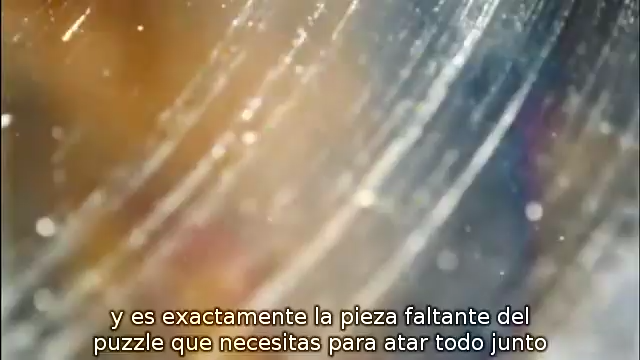 y es exactamente la pieza faltante del
puzzle que necesitas para atar todo junto